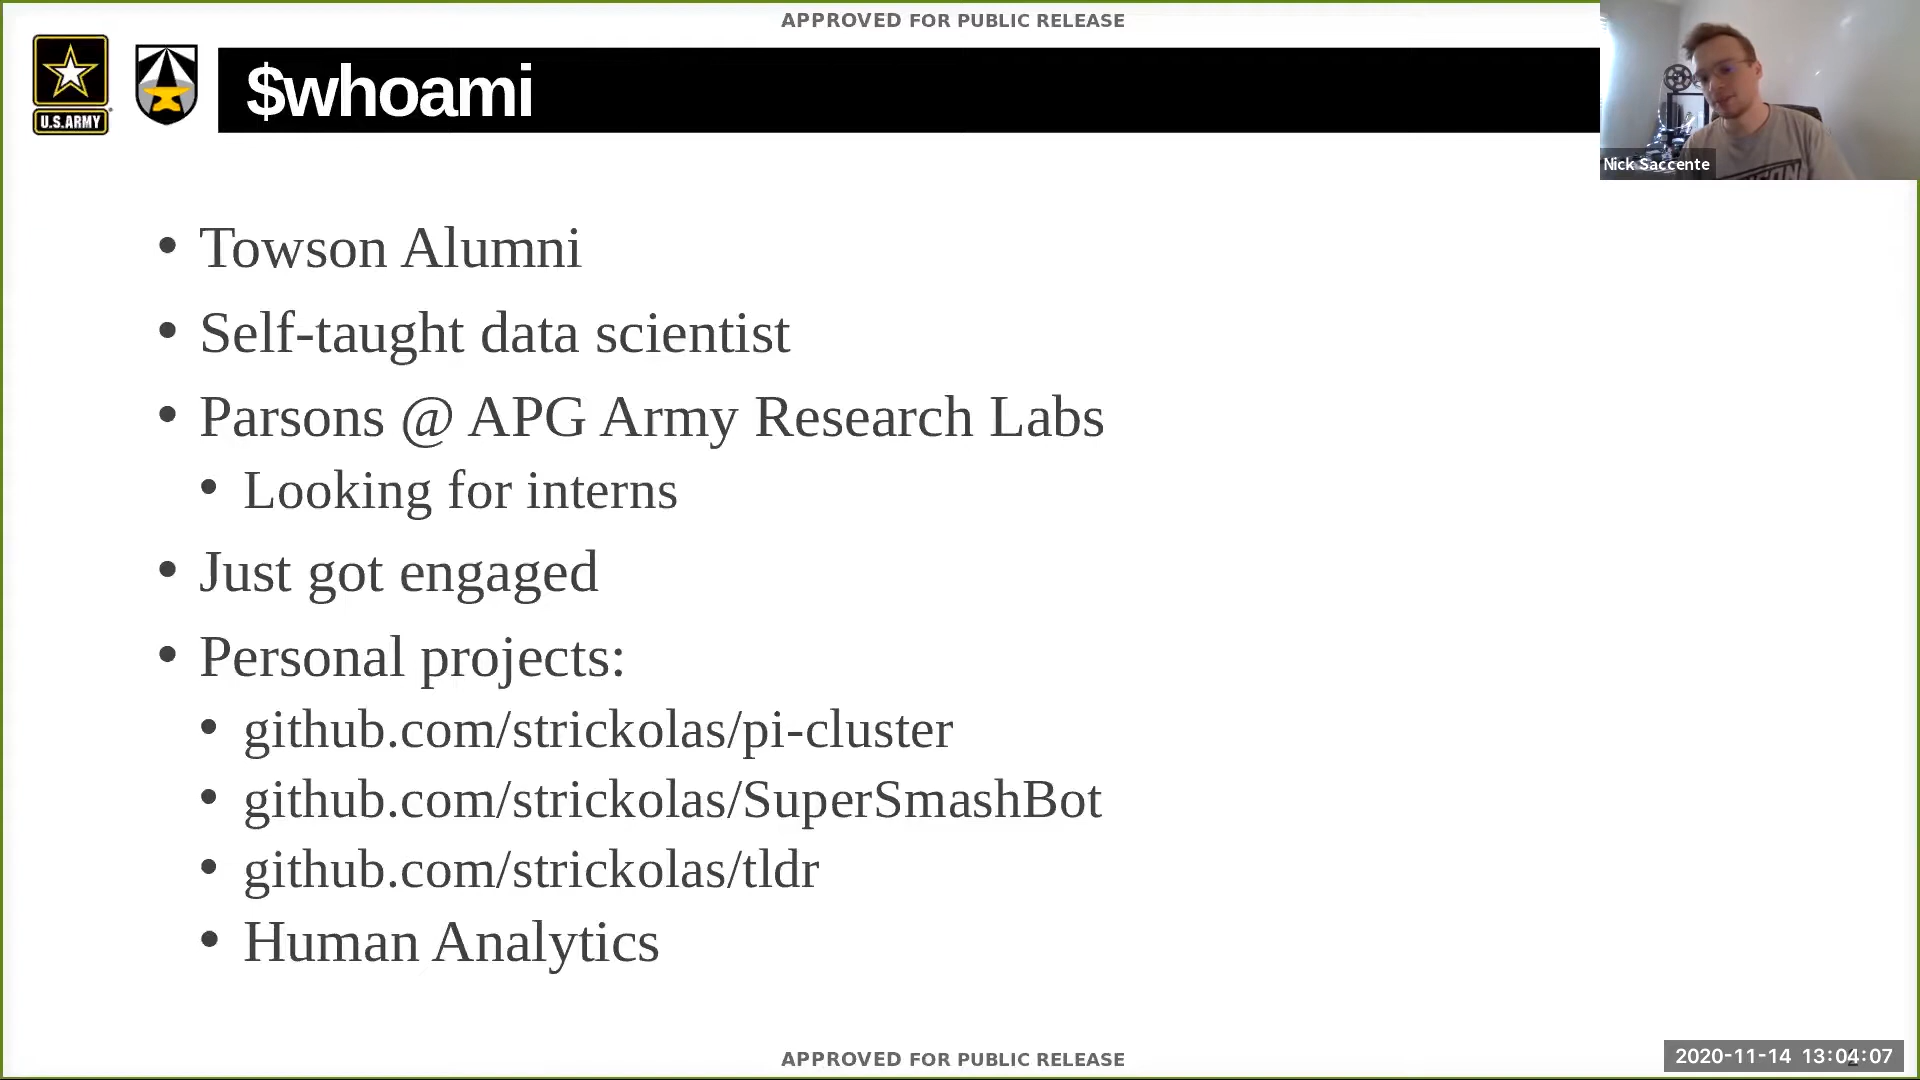 APPROVED FOR PUBLIC RELEASE
U.S.ARMY
$whoami
Nick Saccente
• Towson Alumni
• Self-taught data scientist
• Parsons @ APG Army Research Labs
• Looking for interns
• Just got engaged
• Personal projects:
• github.com/strickolas/pi-cluster
• github.com/strickolas/SuperSmashBot
• github.com/strickolas/tldr
• Human Analytics
APPROVED FOR PUBLIC RELEASE
2020-11-14 13:04:07